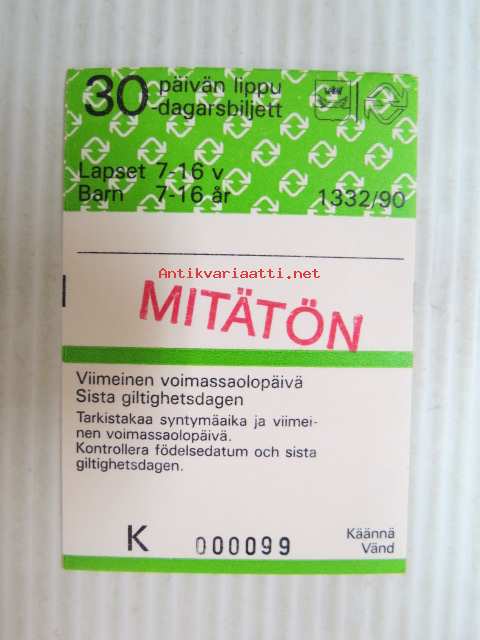 30 päivän lippu
-dagarsbiljett
Lapset 7-16 v
Barn 7-16 år
1332/90
Antikvariaatti.net
MITÄTÖN
Viimeinen voimassaolopäivä
Sista giltighetsdagen
Tarkistakaa syntymäaika ja viimei-
nen voimassaolopäivä.
Kontrollera födelsedatum och sista
giltighetsdagen.
K 000099
Käännä
Vänd